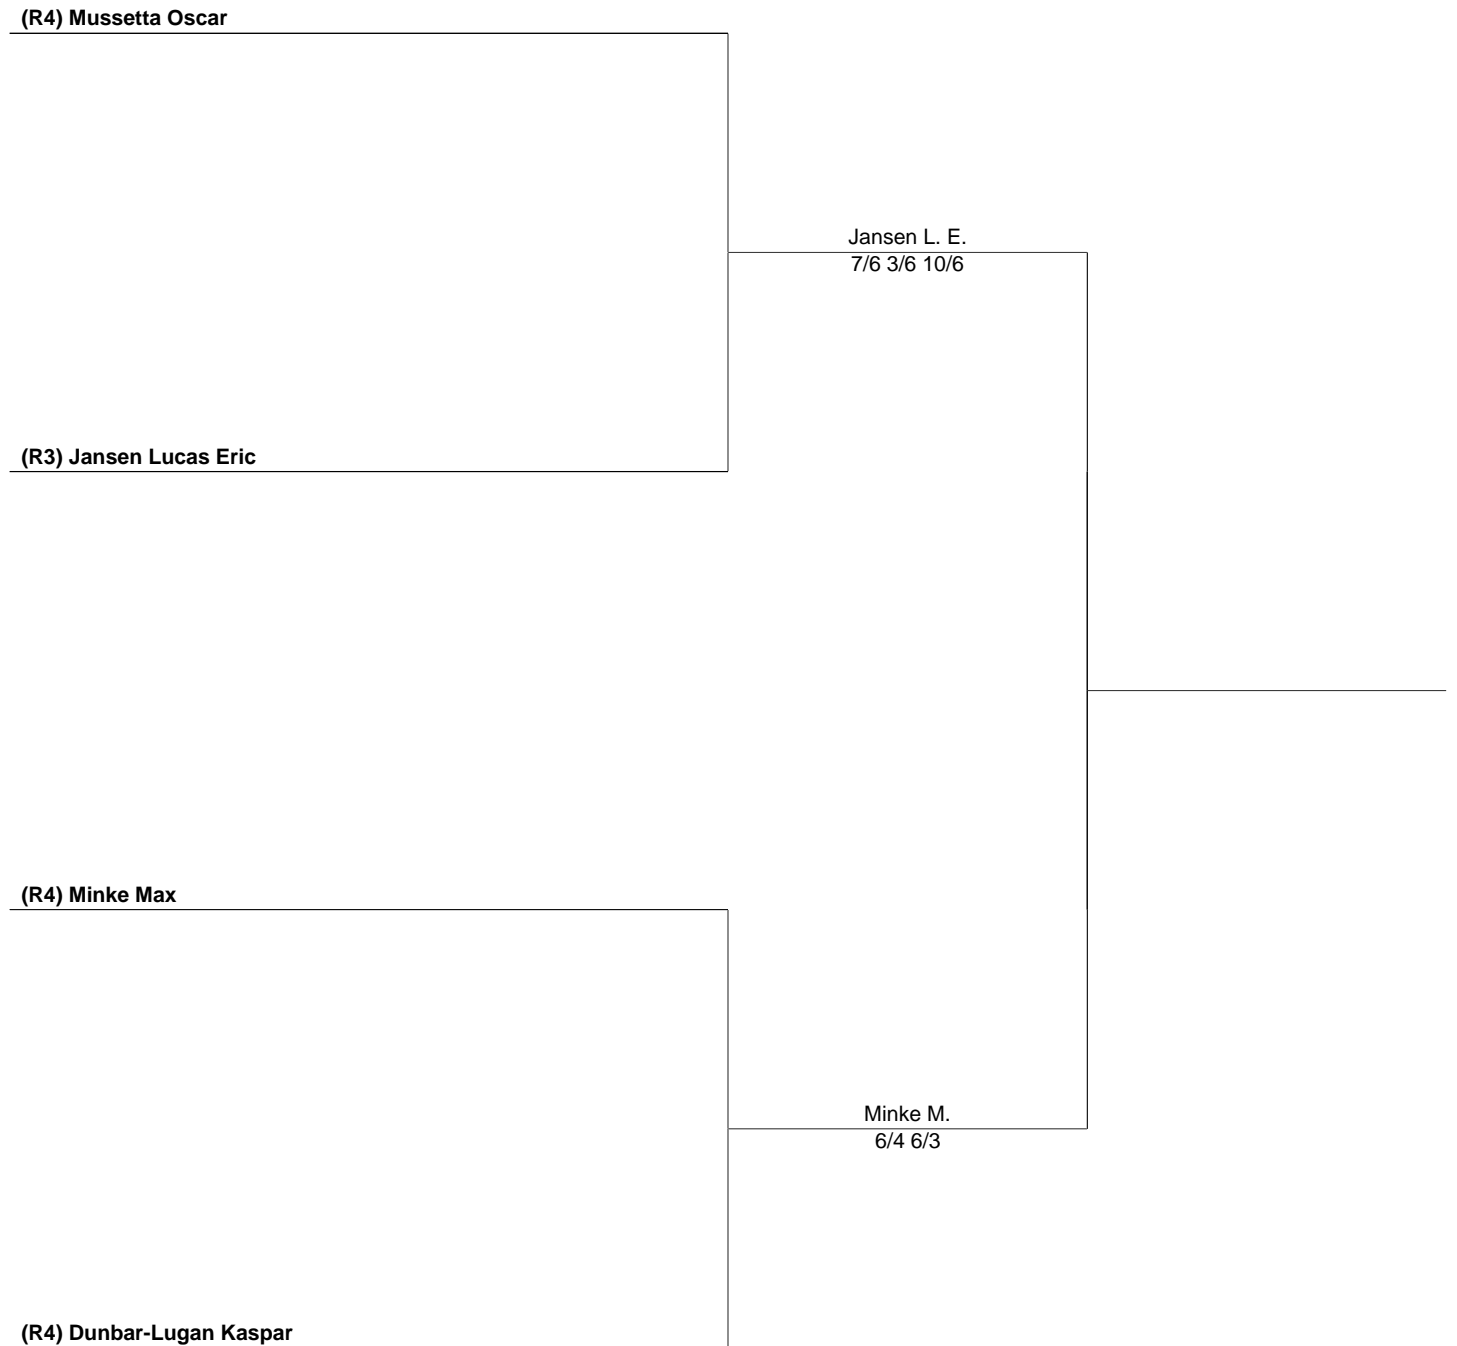 (R4) Mussetta Oscar
Jansen L. E.
7/6 3/6 10/6
(R3) Jansen Lucas Eric
(R4) Minke Max
Minke M.
6/4 6/3
(R4) Dunbar-Lugan Kaspar